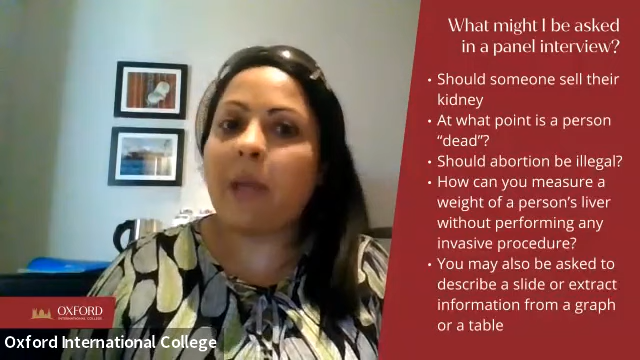 What might I be asked
in a panel interview?
• Should someone sell their
kidney
• At what point is a person
“dead”?
• Should abortion be illegal?
• How can you measure a
weight of a person’s liver
without performing any
invasive procedure?
• You may also be asked to
describe a slide or extract
information from a graph
or a table
OXFORD
INTERNATIONAL COLLEGE
Oxford International College